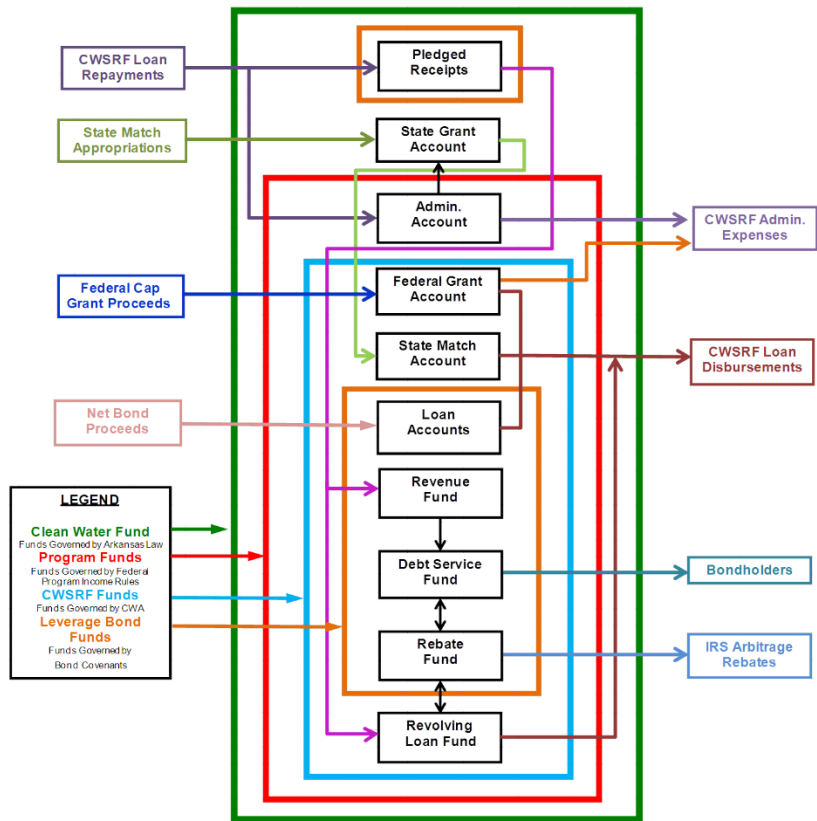 CWSRF Loan
Repayments
Pledged
Receipts
State Match
Appropriations
State Grant
Account
Admin.
Account
CWSRF Admin.
Expenses
Federal Cap
Grant Proceeds
Federal Grant
Account
State Match
Account
CWSRF Loan
Disbursements
Net Bond
Proceeds
Loan
Accounts
Revenue
Fund
LEGEND
Clean Water Fund
Funds Governed by Arkansas Law
Program Funds
Funds Governed by Federal
Program Income Rules
CWSRF Funds
Funds Governed by CWA
Leverage Bond
Funds
Funds Governed by
Bond Covenants
Debt Service
Fund
Bondholders
Rebate
Fund
IRS Arbitrage
Rebates
Revolving
Loan Fund